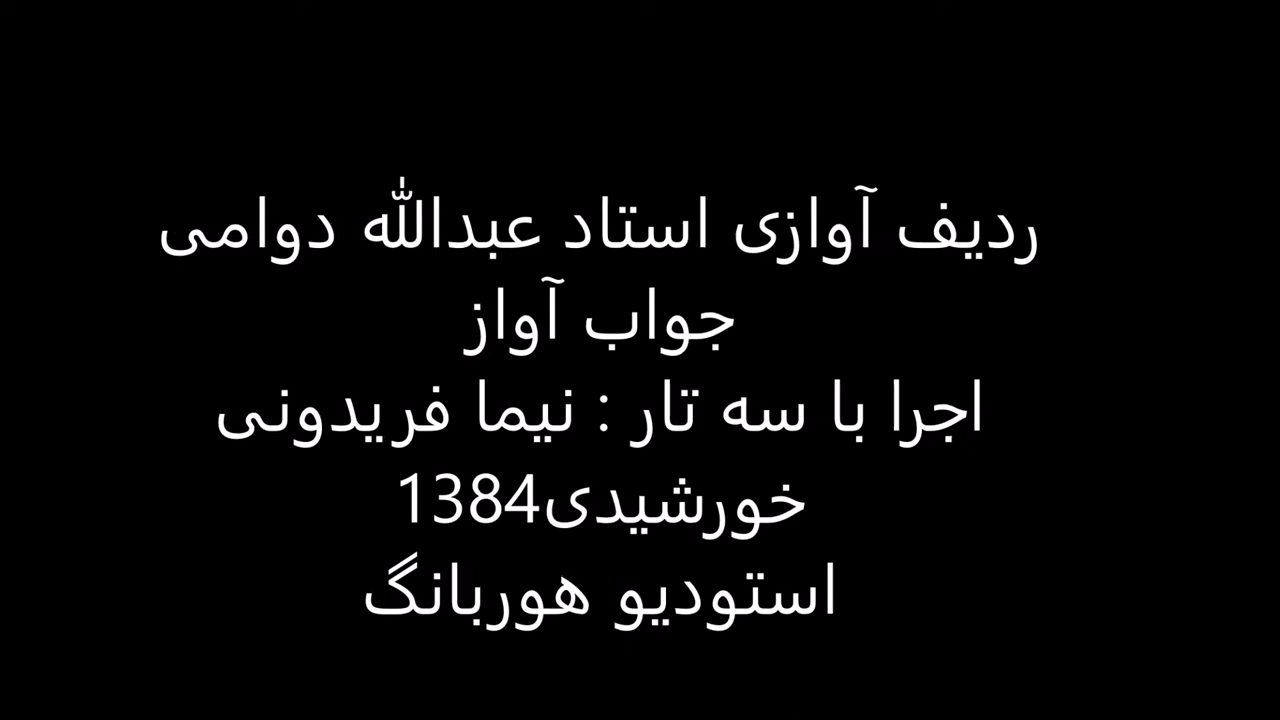 ردیف آوازی استاد عبدالله دوامی
جواب آواز
اجرا با سه تار : نیما فریدونی
خورشیدی1384
استودیو هوربانگ